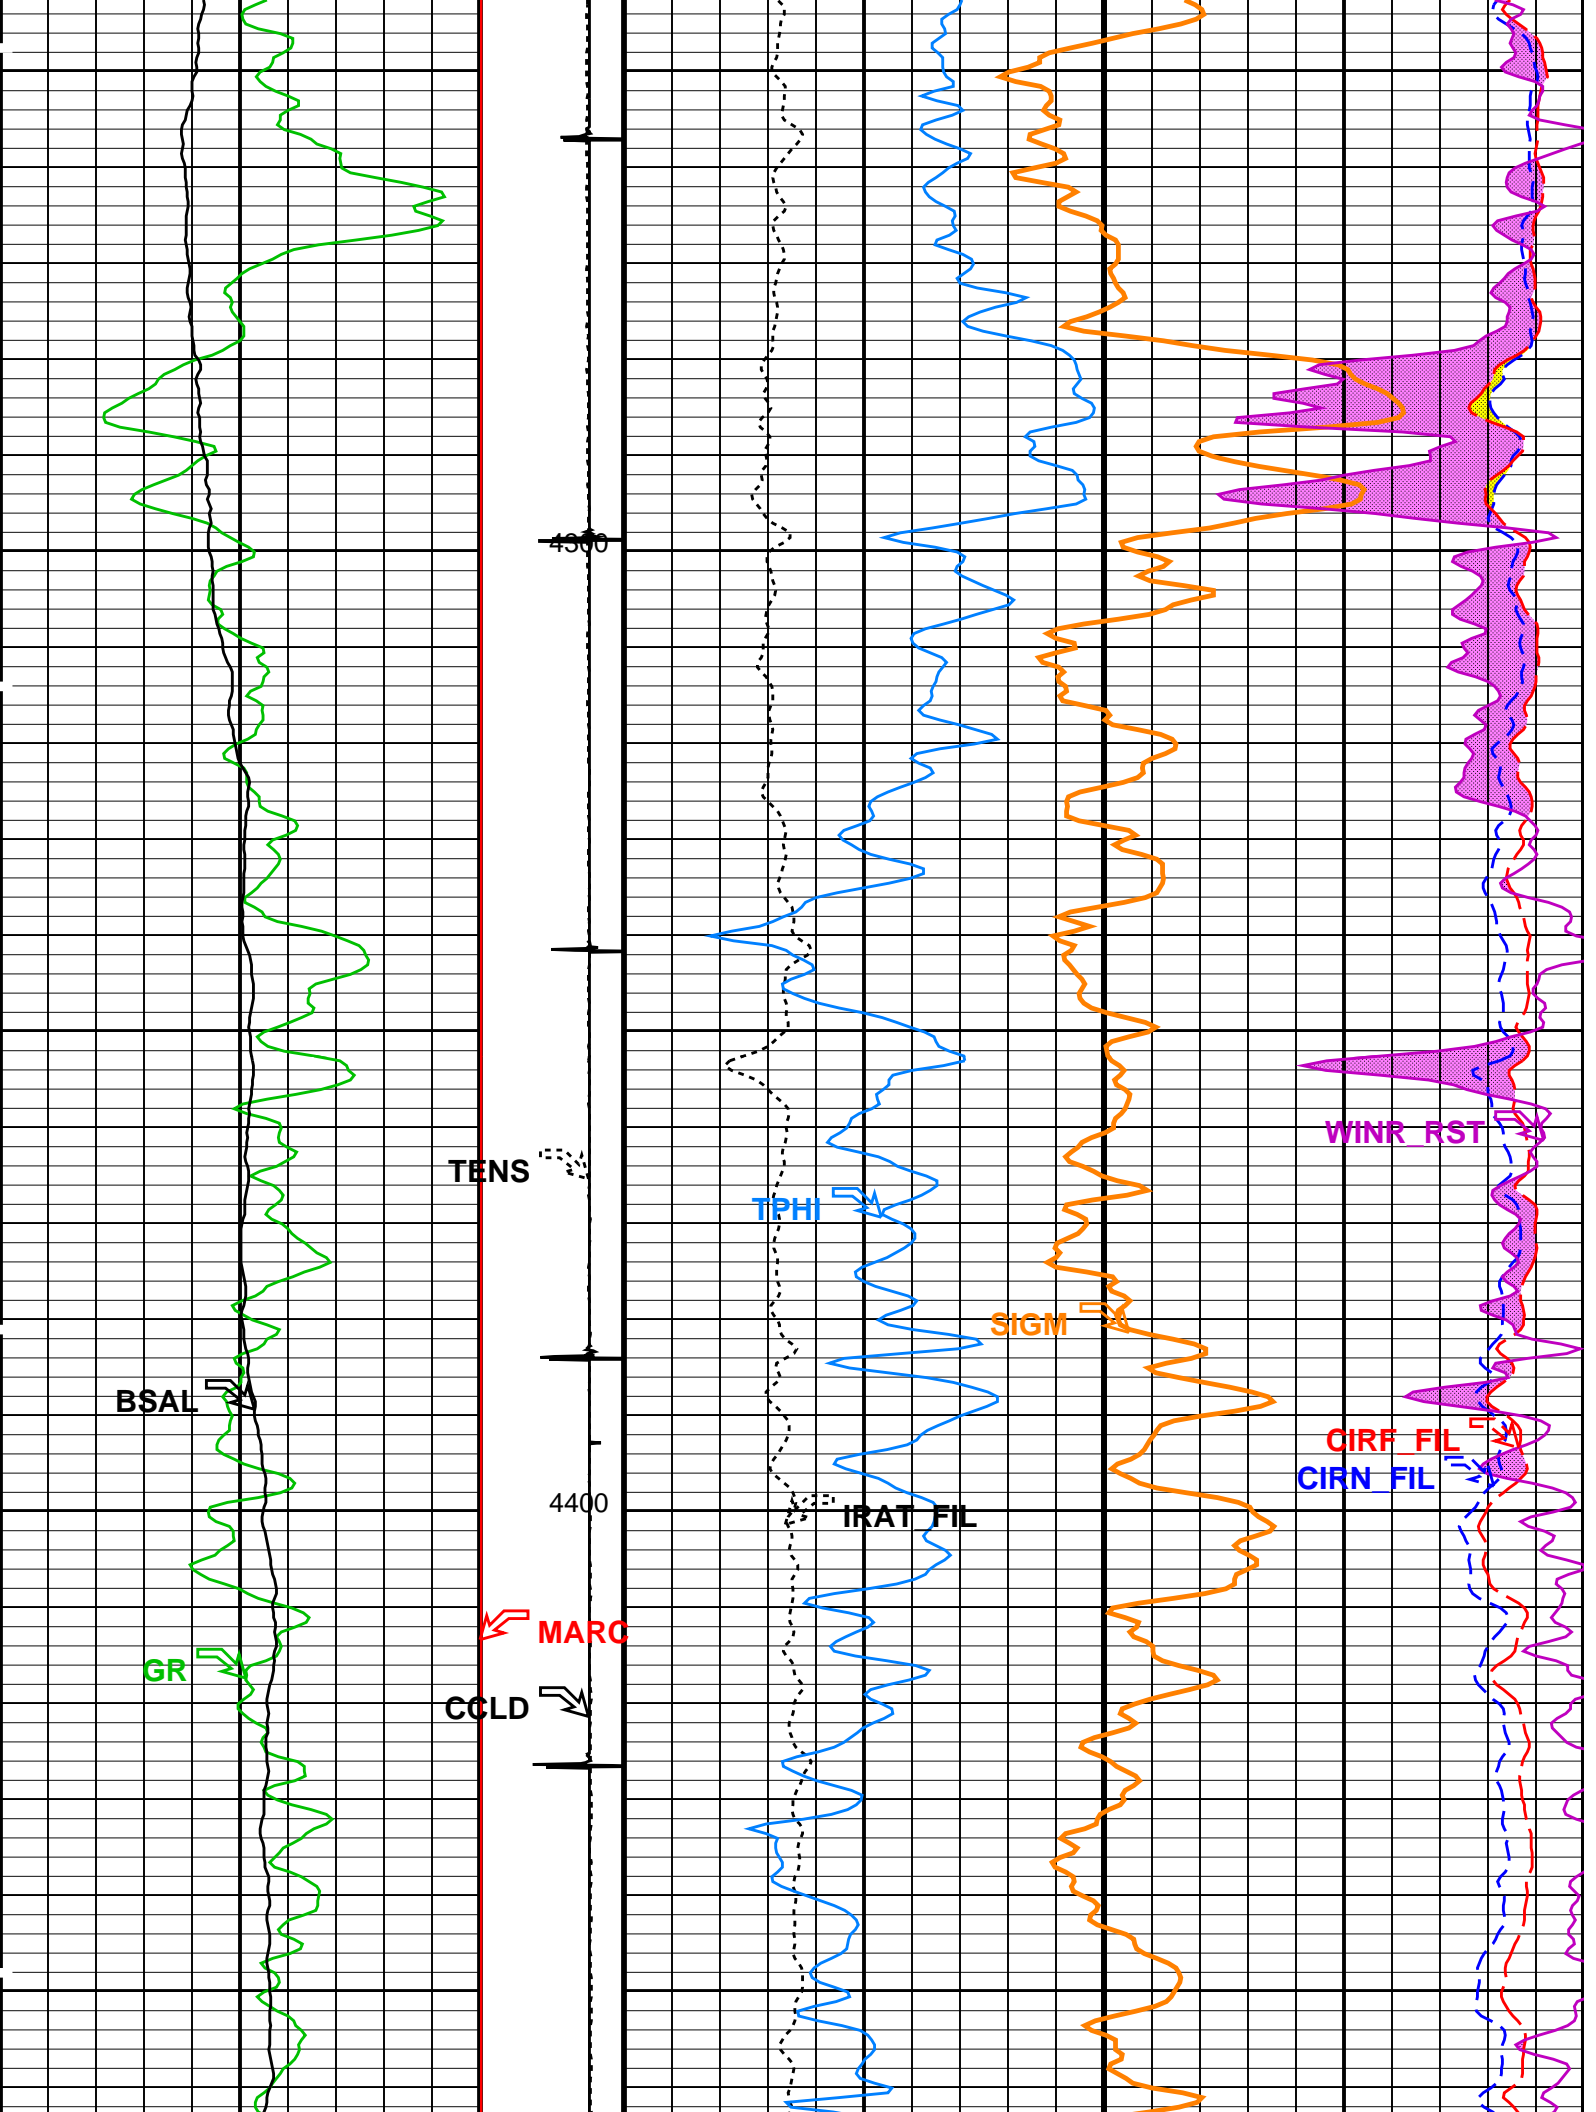 4300
WINR_RST
TENS
TPHI
SIGM
BSAL
CIRF_FIL
CIRN_FIL
4400
IRAT_FIL
MARC
GR
CCLD